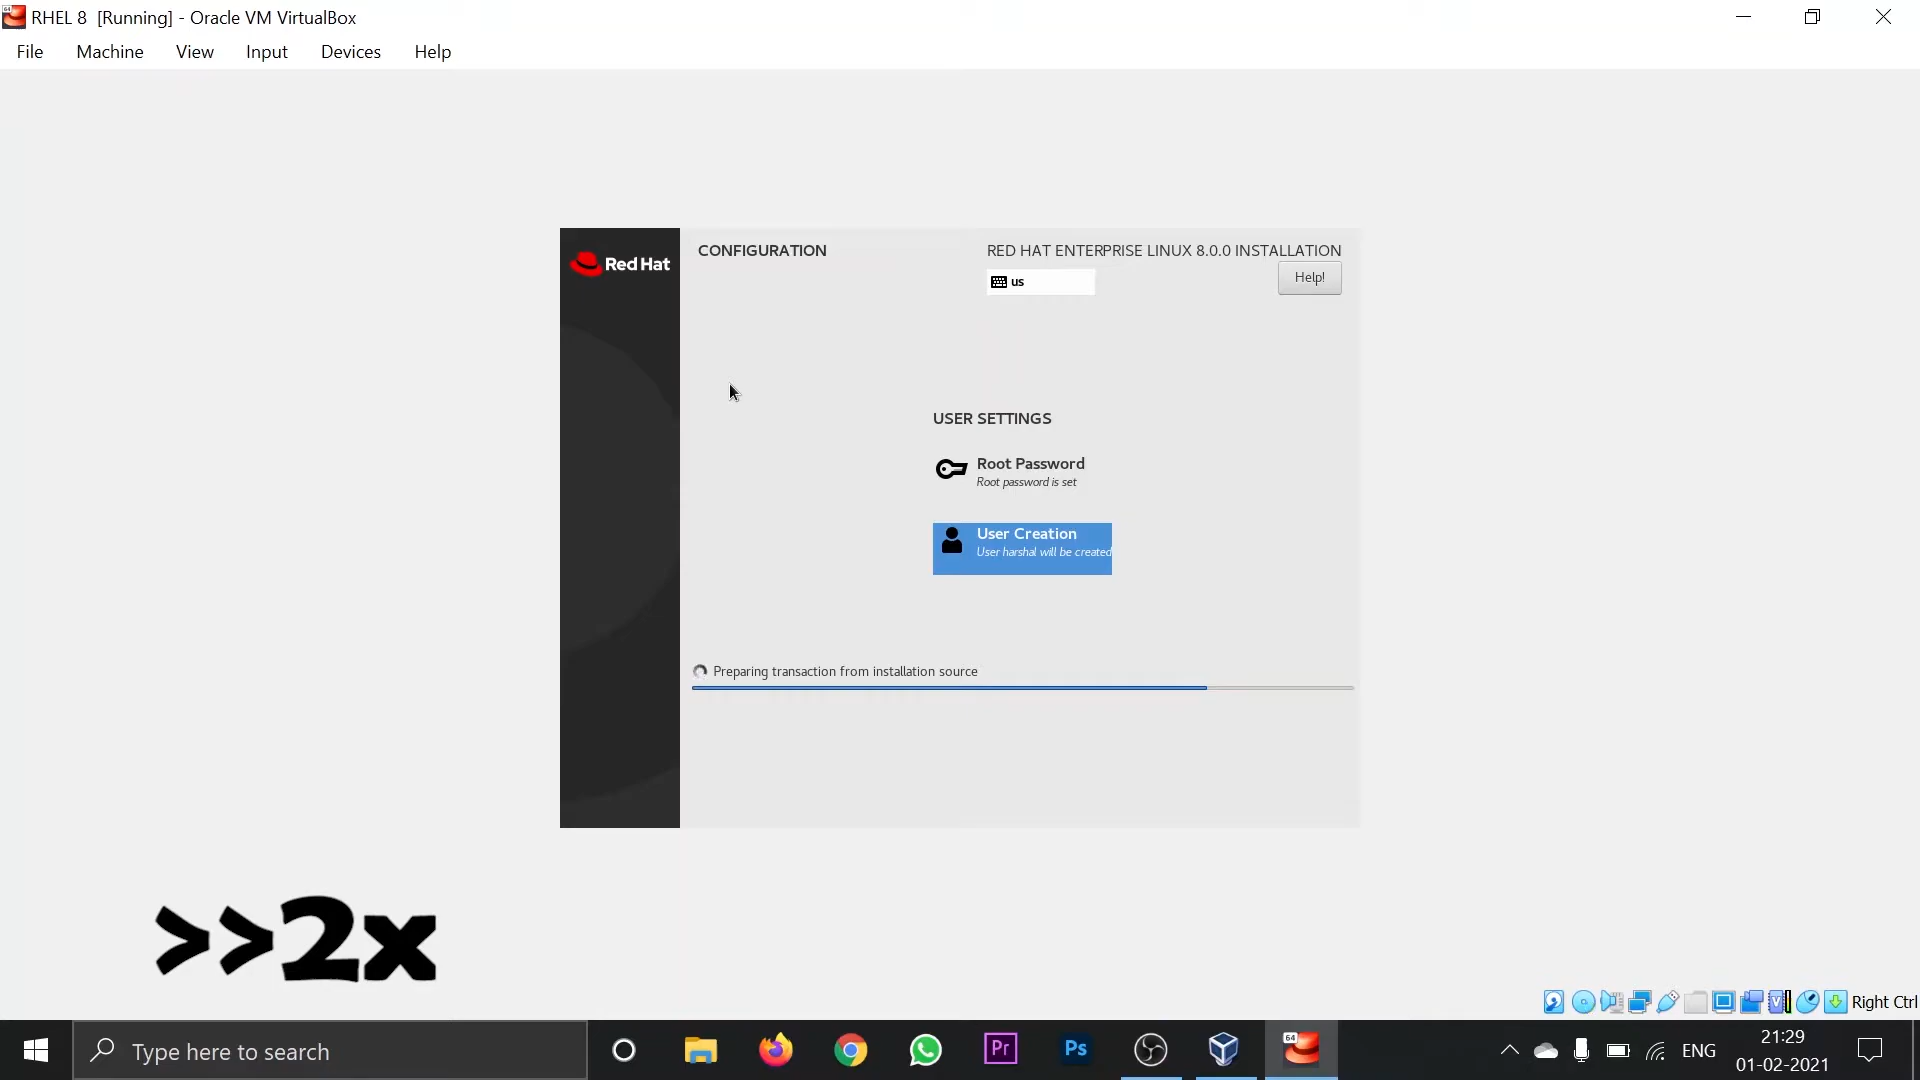 RHEL 8 [Running] - Oracle VM VirtualBox
File Machine View Input Devices Help
Red Hat
CONFIGURATION
RED HAT ENTERPRISE LINUX 8.0.0 INSTALLATION
us
Help!
USER SETTINGS
Root Password
Root password is set
User Creation
User harshal will be created
Preparing transaction from installation source
>>2x
Right Ctrl
Type here to search
Pr
Ps
64
ENG
21:29
01-02-2021